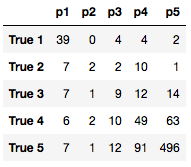 p1 p2 p3 p4 p5
True 1 39 0 4 4 2
True 2 7 2 2 10 1
True 3 7 1 9 12 14
True 4 6 2 10 49 63
True 5 7 1 12 91 496